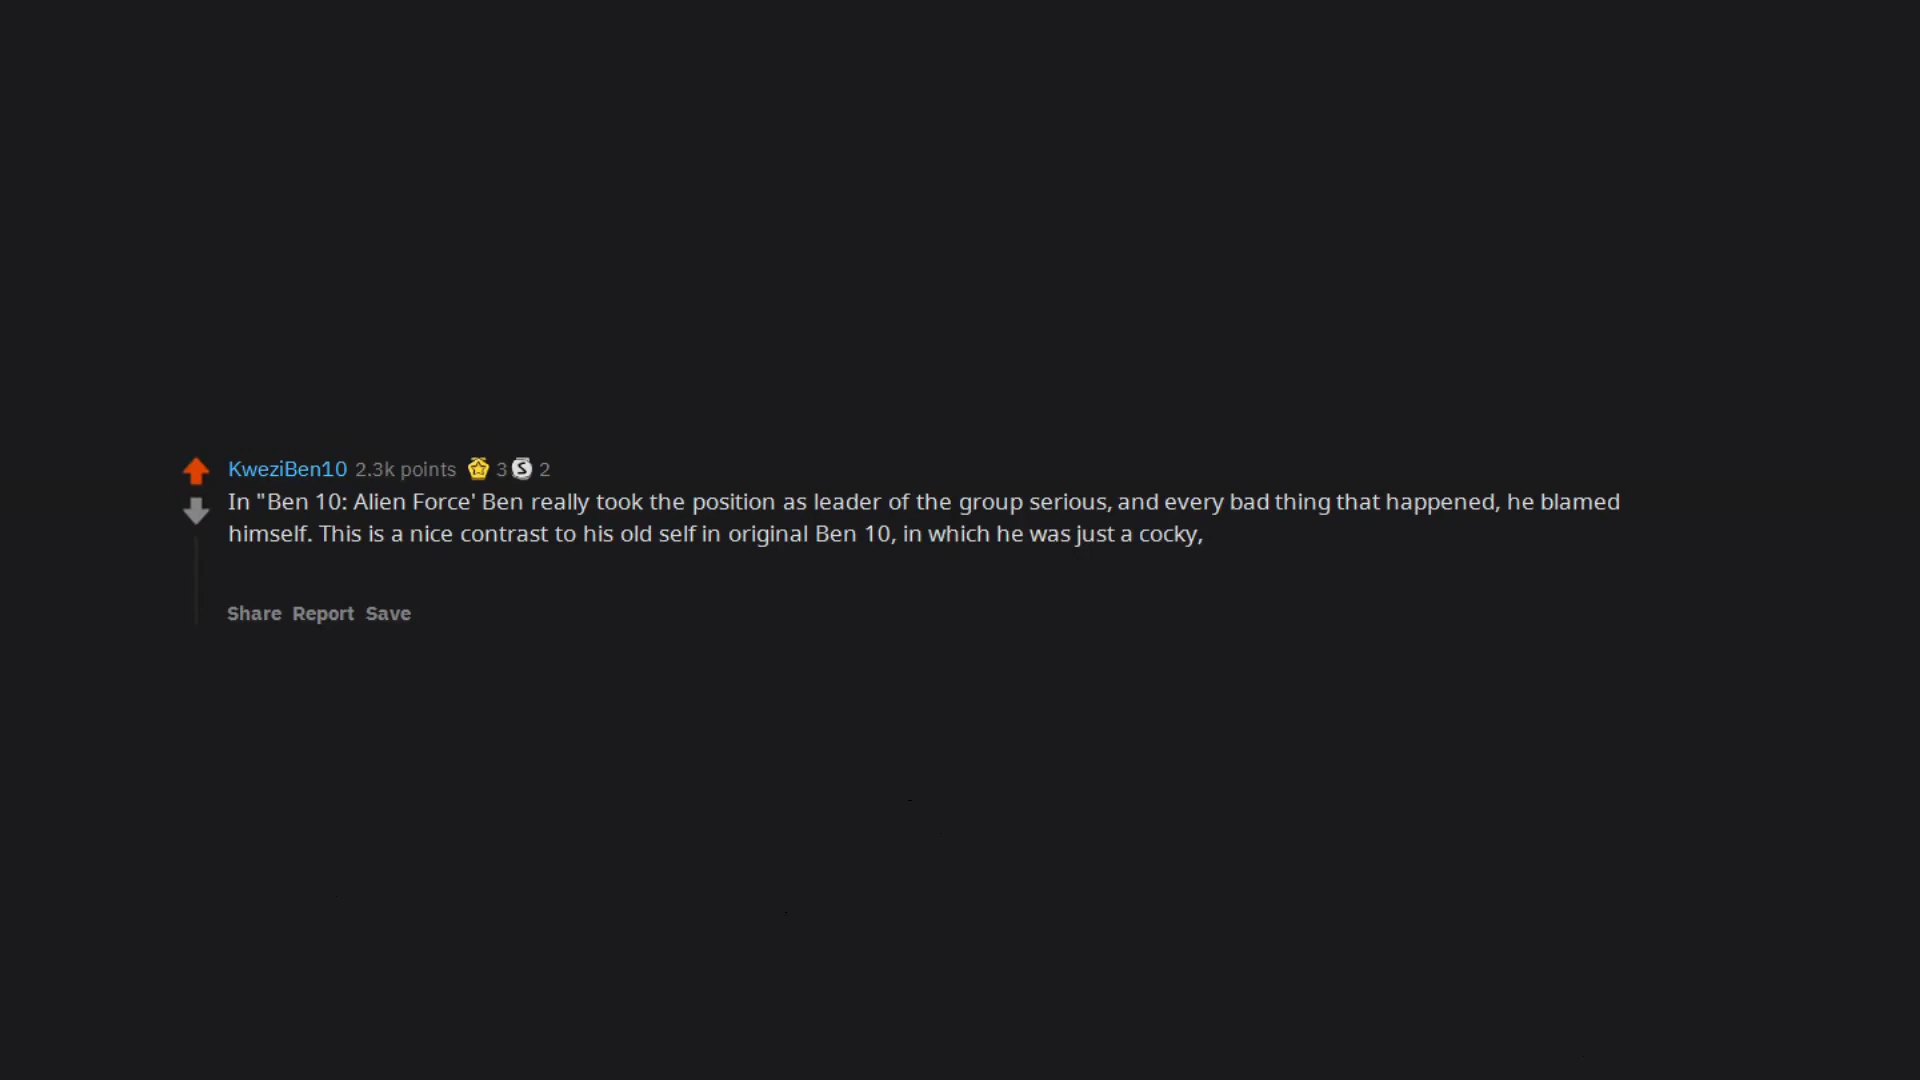 KweziBen10 2.3k points 3 S 2
In "Ben 10: Alien Force' Ben really took the position as leader of the group serious, and every bad thing that happened, he blamed
himself. This is a nice contrast to his old self in original Ben 10, in which he was just a cocky,
Share Report Save